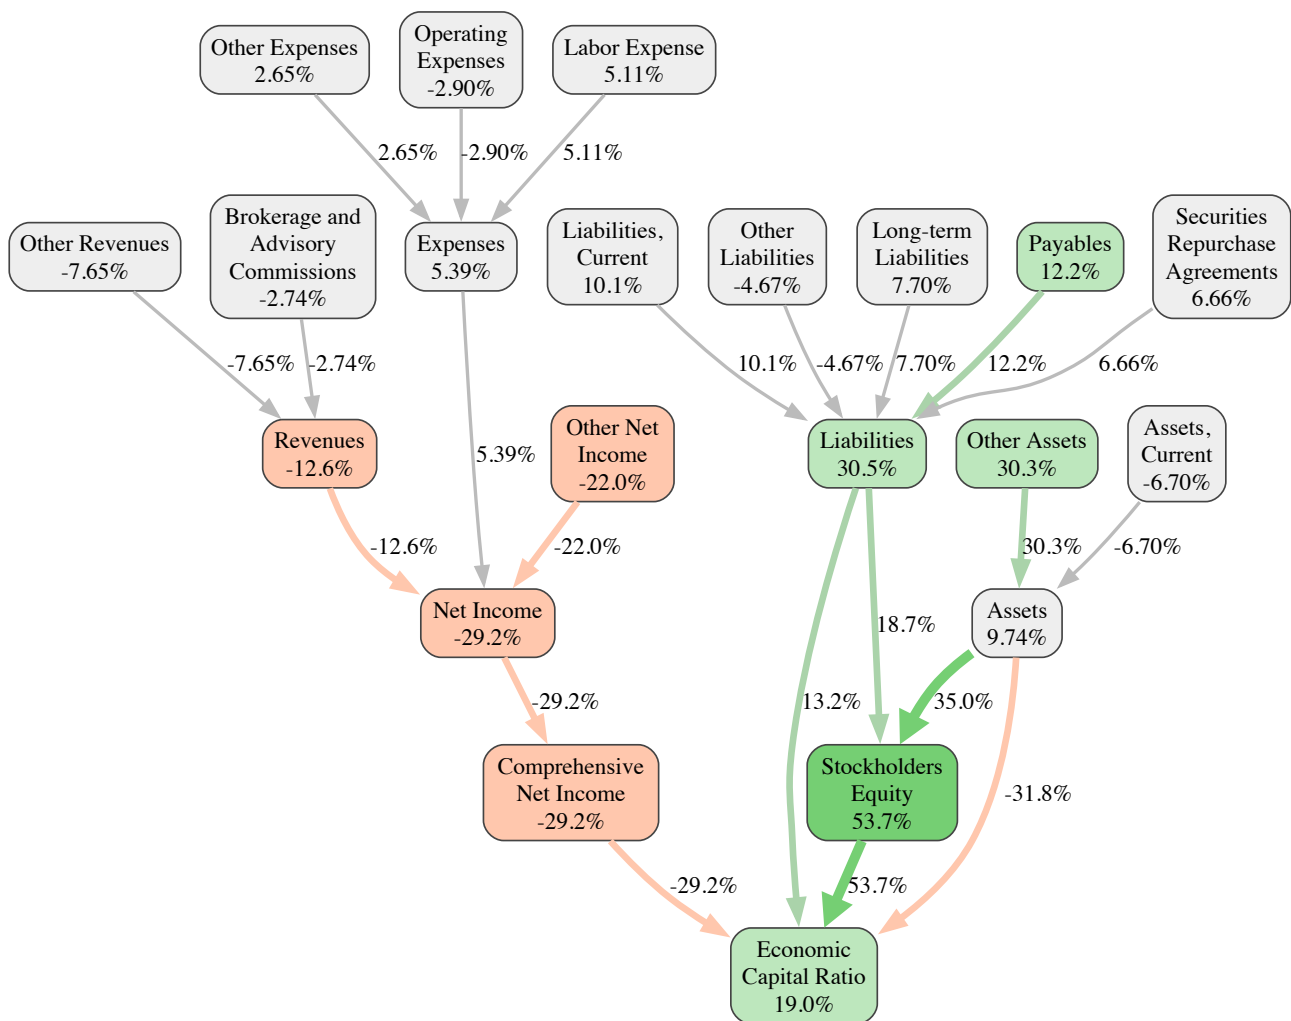 Other Expenses
2.65%
Operating
Expenses
-2.90%
Labor Expense
5.11%
2.65%
-2.90%
5.11%
Other Revenues
-7.65%
Brokerage and
Advisory
Commissions
-2.74%
Expenses
5.39%
Liabilities,
Current
10.1%
Other
Liabilities
-4.67%
Long-term
Liabilities
7.70%
Payables
12.2%
Securities
Repurchase
Agreements
6.66%
-7.65%
-2.74%
10.1%
-4.67%
7.70%
12.2%
6.66%
Revenues
-12.6%
5.39%
Other Net
Income
-22.0%
Liabilities
30.5%
Other Assets
30.3%
Assets,
Current
-6.70%
-12.6%
-22.0%
30.3%
-6.70%
Net Income
-29.2%
18.7%
Assets
9.74%
-29.2%
13.2%
35.0%
Comprehensive
Net Income
-29.2%
Stockholders
Equity
53.7%
-31.8%
-29.2%
53.7%
Economic
Capital Ratio
19.0%